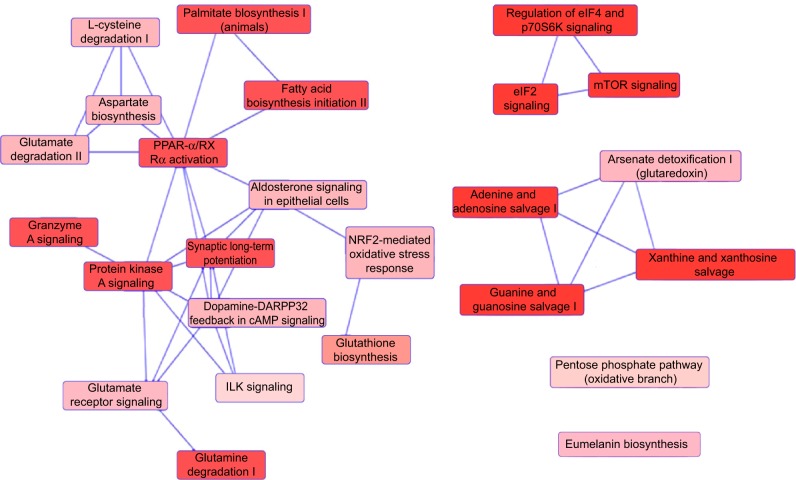 Palmitate biosynthesis I
(animals)
L-cysteine
degradation I
Fatty acid
boisynthesis initiation II
Aspartate
bioysnthesis
Glutamate
degradation II
PPAR-α/RX
Rα activation
Aldosterone signaling
in epithelial cells
Granzyme
A signaling
Synaptic long-term
potentiation
NRF2-mediated
oxidative stress
response
Protein kinase
A signaling
Dopamine-DARPP32
feedback in cAMP signaling
Glutathione
biosynthesis
Glutamate
receptor signaling
ILK signaling
Glutamine
degradation I
Regulation of eIF4 and
p70S6K signaling
eIF2
signaling
mTOR signaling
Arsenate detoxification I
(glutaredoxin)
Adenine and
adenosine salvage I
Xanthine and xanthosine
salvage
Guanine and
guanosine salvage I
Pentose phosphate pathway
(oxidative branch)
Eumelanin biosynthesis